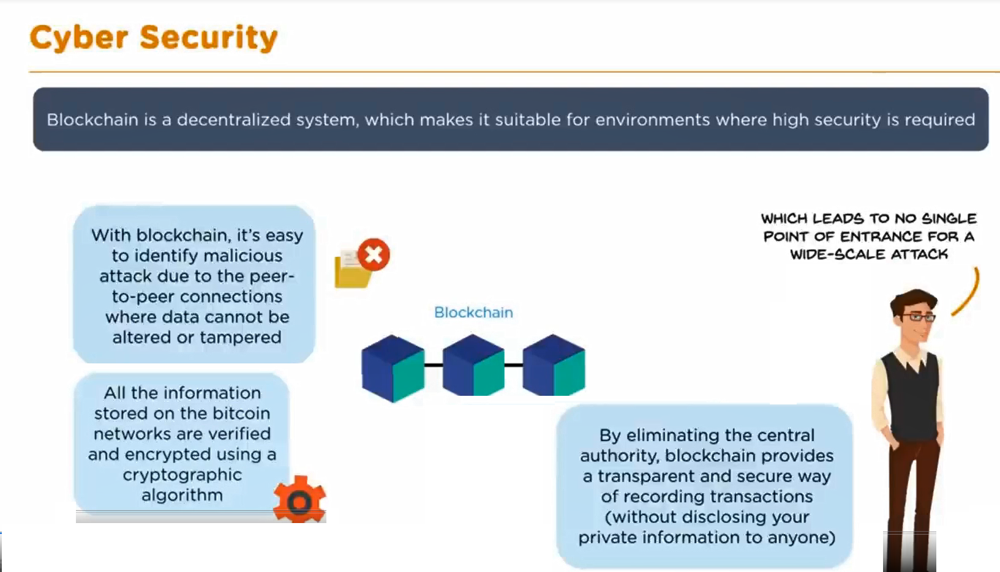 Cyber Security
Blockchain is a decentralized system, which makes it suitable for environments where high security is required
With blockchain, it's easy
to identify malicious
attack due to the peer-
to-peer connections
where data cannot be
altered or tampered
All the information
stored on the bitcoin
networks are verified
and encrypted using a
cryptographic
algorithm
Blockchain
WHICH LEADS TO NO SINGLE
POINT OF ENTRANCE FOR A
WIDE-SCALE ATTACK
By eliminating the central
authority, blockchain provides
a transparent and secure way
of recording transactions
(without disclosing your
private information to anyone)